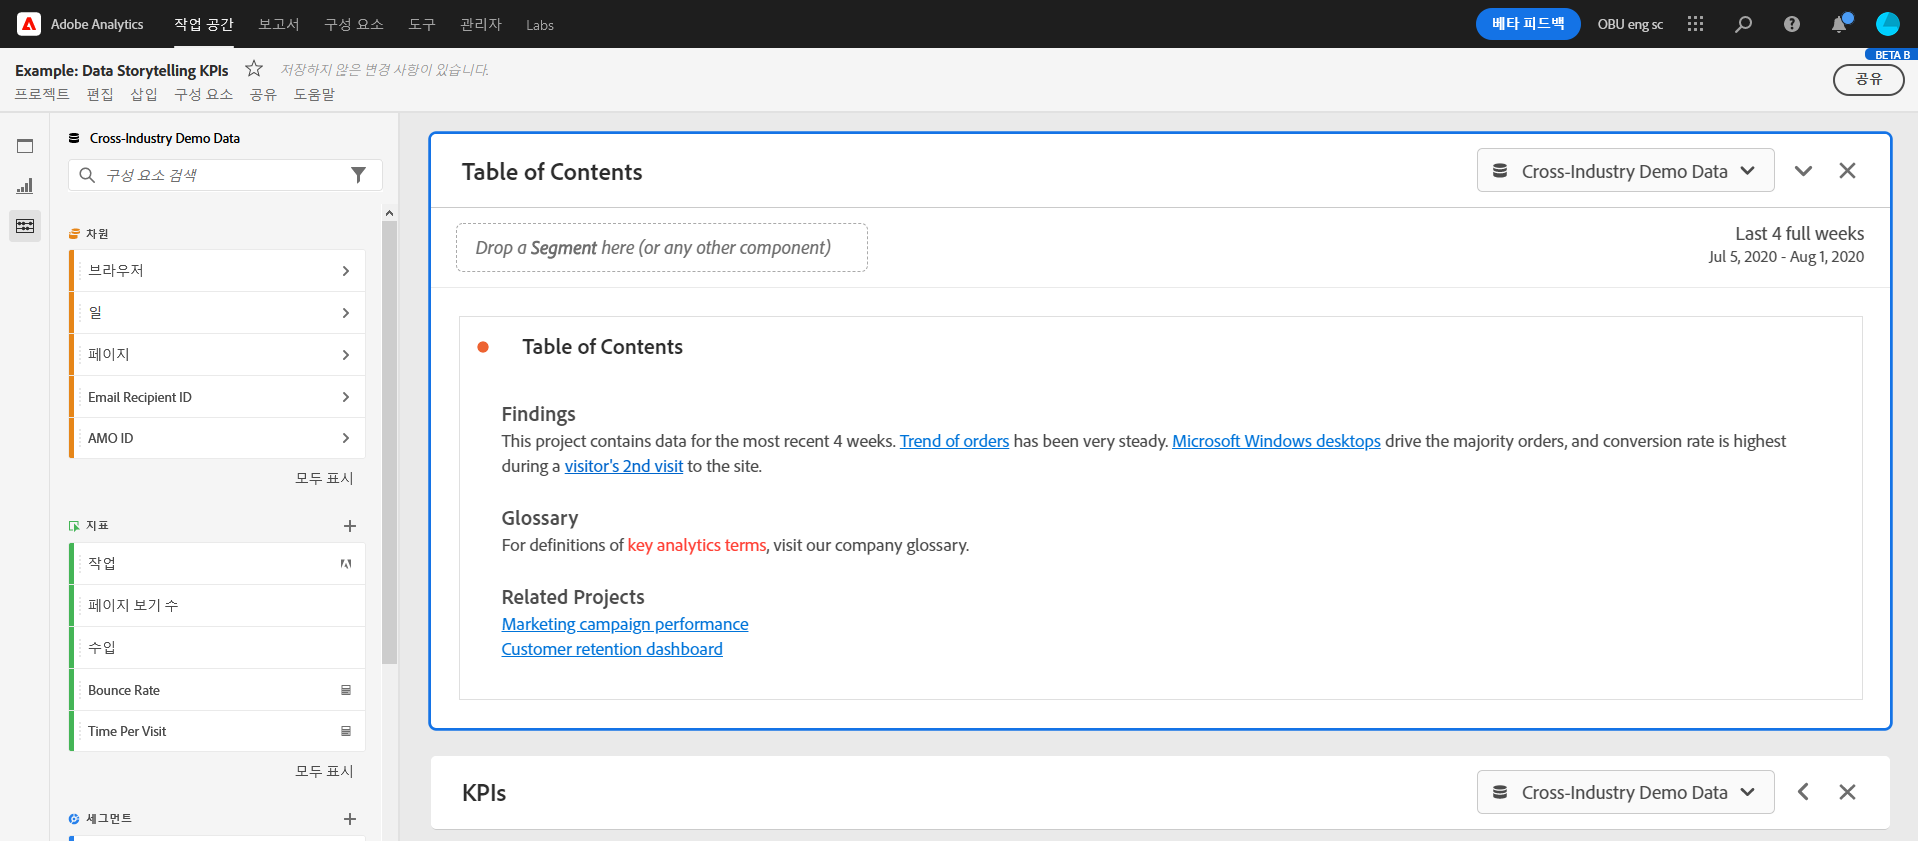 Adobe Analytics 작업 공간 보고서 구성 요소 도구 관리자 Labs 베타 피드백 OBU eng sc
BETA B
Example: Data Storytelling KPIs 저장하지 않은 변경 사항이 있습니다.
프로젝트 편집 삽입 구성 요소 공유 도움말
공유
Cross-Industry Demo Data
구성 요소 검색
차원
브라우저
일
페이지
Email Recipient ID
AMO ID
모두 표시
지표
작업
페이지 보기 수
수입
Bounce Rate
Time Per Visit
모두 표시
세그먼트
Table of Contents
Cross-Industry Demo Data
Drop a Segment here (or any other component)
Last 4 full weeks
Jul 5, 2020 - Aug 1, 2020
Table of Contents
Findings
This project contains data for the most recent 4 weeks. Trend of orders has been very steady. Microsoft Windows desktops drive the majority orders, and conversion rate is highest
during a visitor's 2nd visit to the site.
Glossary
For definitions of key analytics terms, visit our company glossary.
Related Projects
Marketing campaign performance
Customer retention dashboard
KPIs
Cross-Industry Demo Data